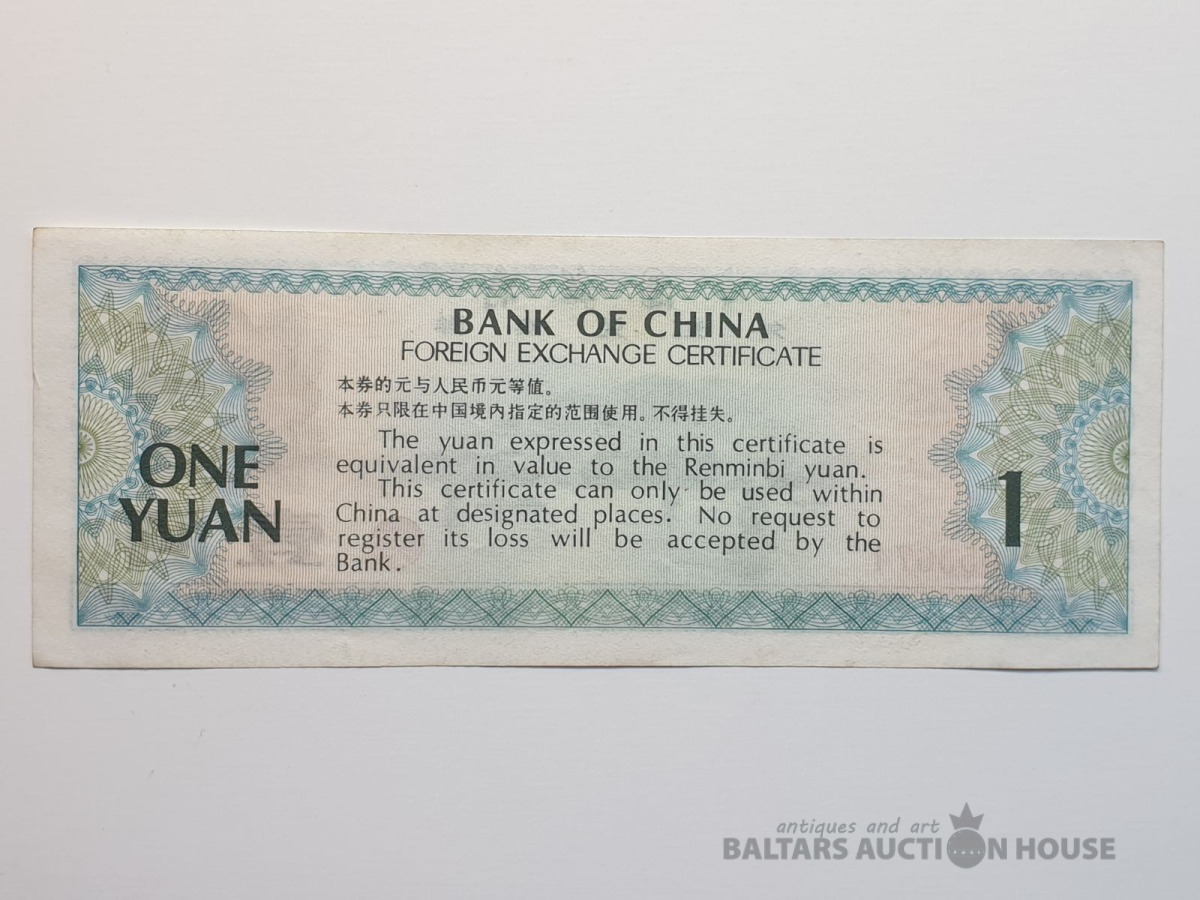 BANK OF CHINA
FOREIGN EXCHANGE CERTIFICATE
本券的元与人民币元等值。
本券只限在中国境内指定的范围使用。不得挂失。
The yuan expressed in this certificate is
equivalent in value to the Renminbi yuan.
This certificate can only be used within
China at designated places. No request to
register its loss will be accepted by the
Bank.
ONE
YUAN
1
antiques and art
BALTARS AUCTION HOUSE